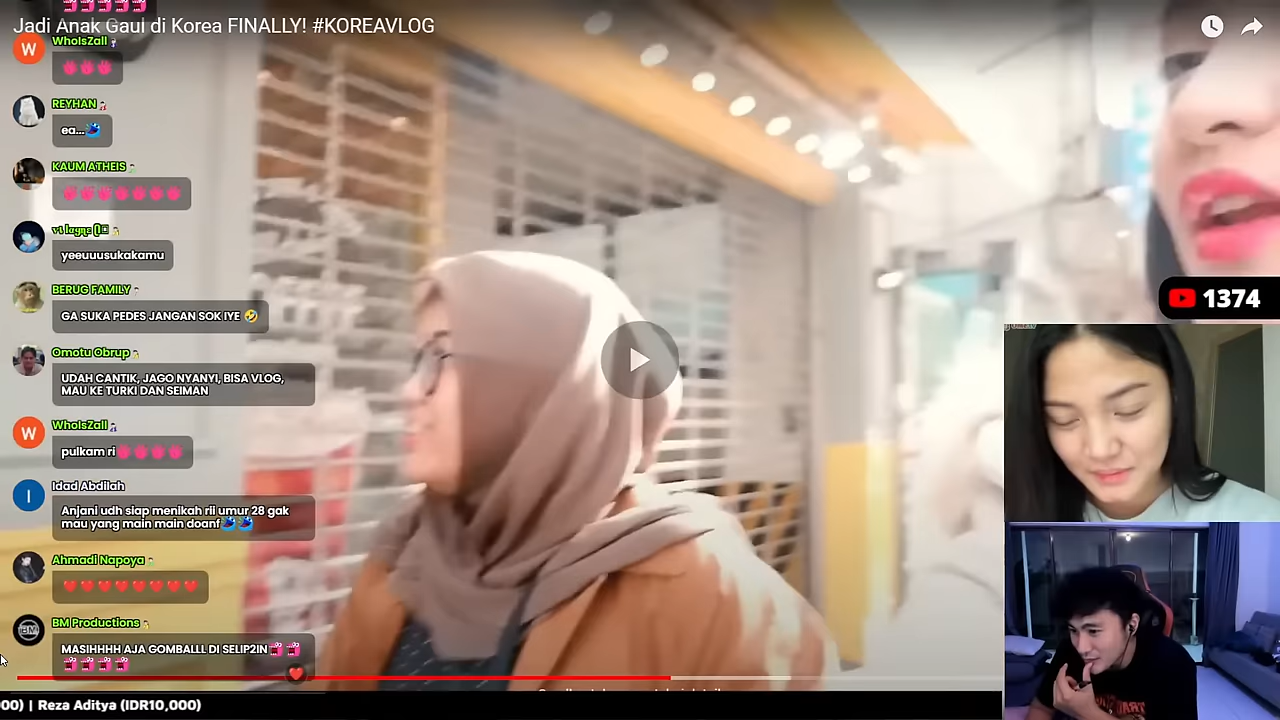 Jadi Anak Gaul di Korea FINALLY! #KOREAVLOG
WhoIsZall
REYHAN
ea...
KAUM ATHEIS
yeeuuusukakamu
BERUG FAMILY
GA SUKA PEDES JANGAN SOK IYE 🤣
Omotu Obrup
UDAH CANTIK, JAGO NYANYI, BISA VLOG,
MAU KE TURKI DAN SEIMAN
WhoIsZall
pulkam ri
Idad Abdilah
Anjani udh siap menikah rii umur 28 gak
mau yang main main doanf
Ahmadi Napoya
❤️❤️❤️❤️❤️❤️❤️❤️
BM Productions
BM
MASIHHHH AJA GOMBALLL DI SELIP2IN
1374
00) | Reza Aditya (IDR10,000)
W
W
I